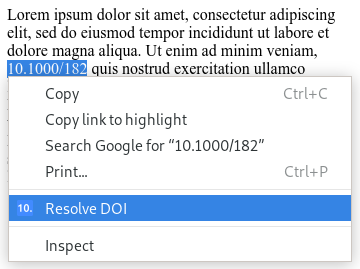 Lorem ipsum dolor sit amet, consectetur adipiscing
elit, sed do eiusmod tempor incididunt ut labore et
dolore magna aliqua. Ut enim ad minim veniam,
10.1000/182 quis nostrud exercitation ullamco
Copy Ctrl+C
Copy link to highlight
Search Google for “10.1000/182”
Print... Ctrl+P
10. Resolve DOI
Inspect